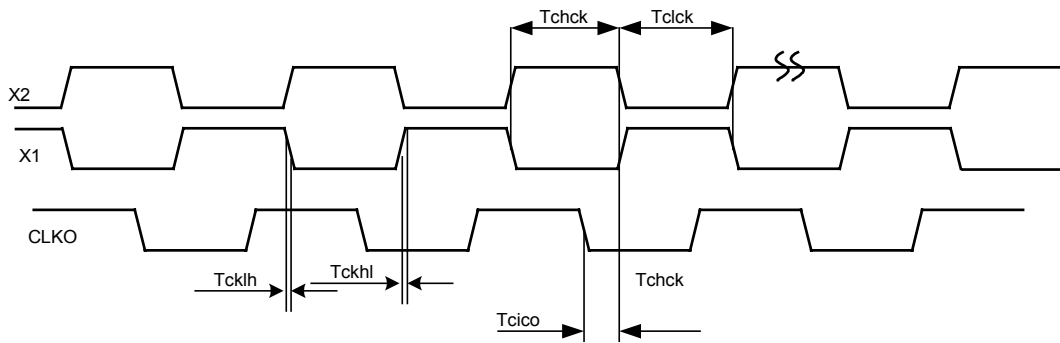 Tchck Tclck
X2
X1
CLKO
Tcklh Tckhl Tchck
Tcico